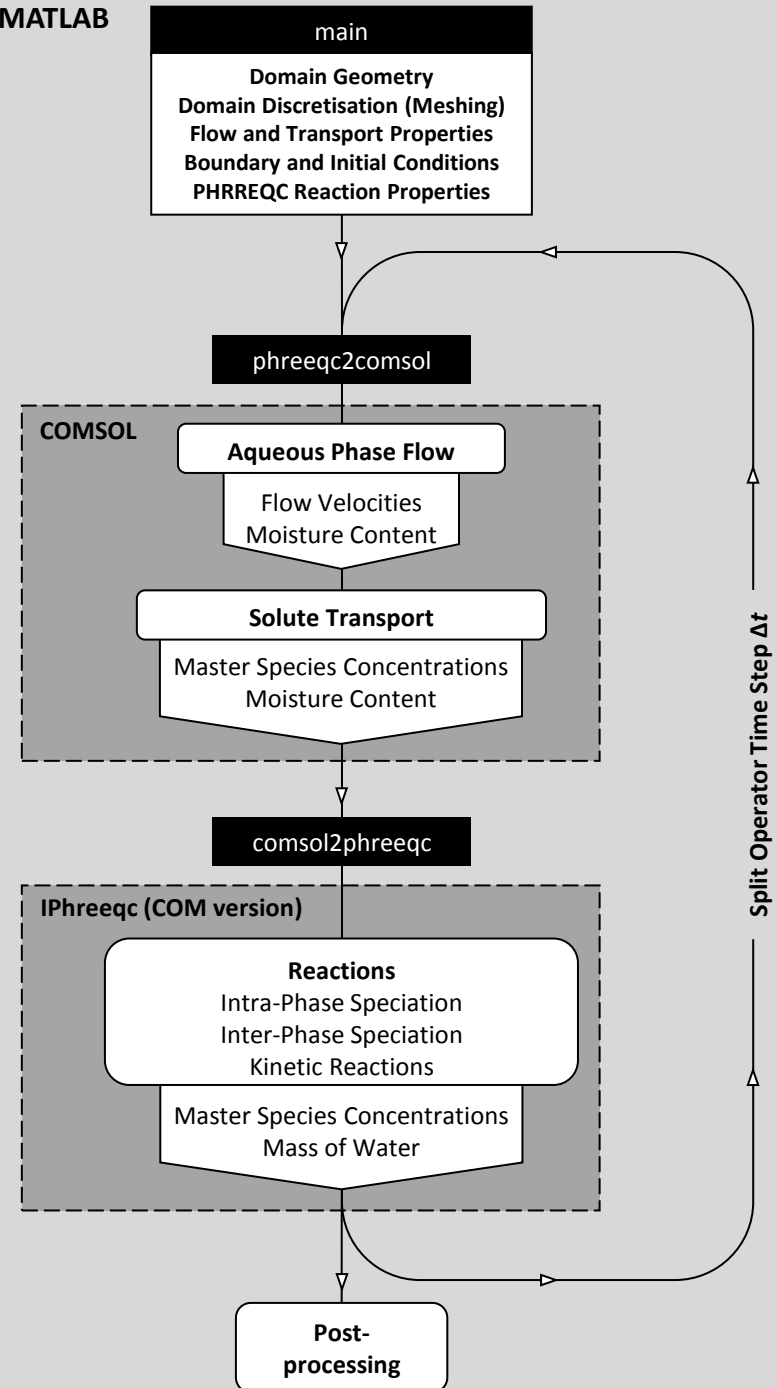 MATLAB
main
Domain Geometry
Domain Discretisation (Meshing)
Flow and Transport Properties
Boundary and Initial Conditions
PHRREQC Reaction Properties
phreeqc2comsol
COMSOL
Aqueous Phase Flow
Flow Velocities
Moisture Content
Solute Transport
Master Species Concentrations
Moisture Content
Split Operator Time Step Δt
comsol2phreeqc
IPhreeqc (COM version)
Reactions
Intra-Phase Speciation
Inter-Phase Speciation
Kinetic Reactions
Master Species Concentrations
Mass of Water
Post-
processing